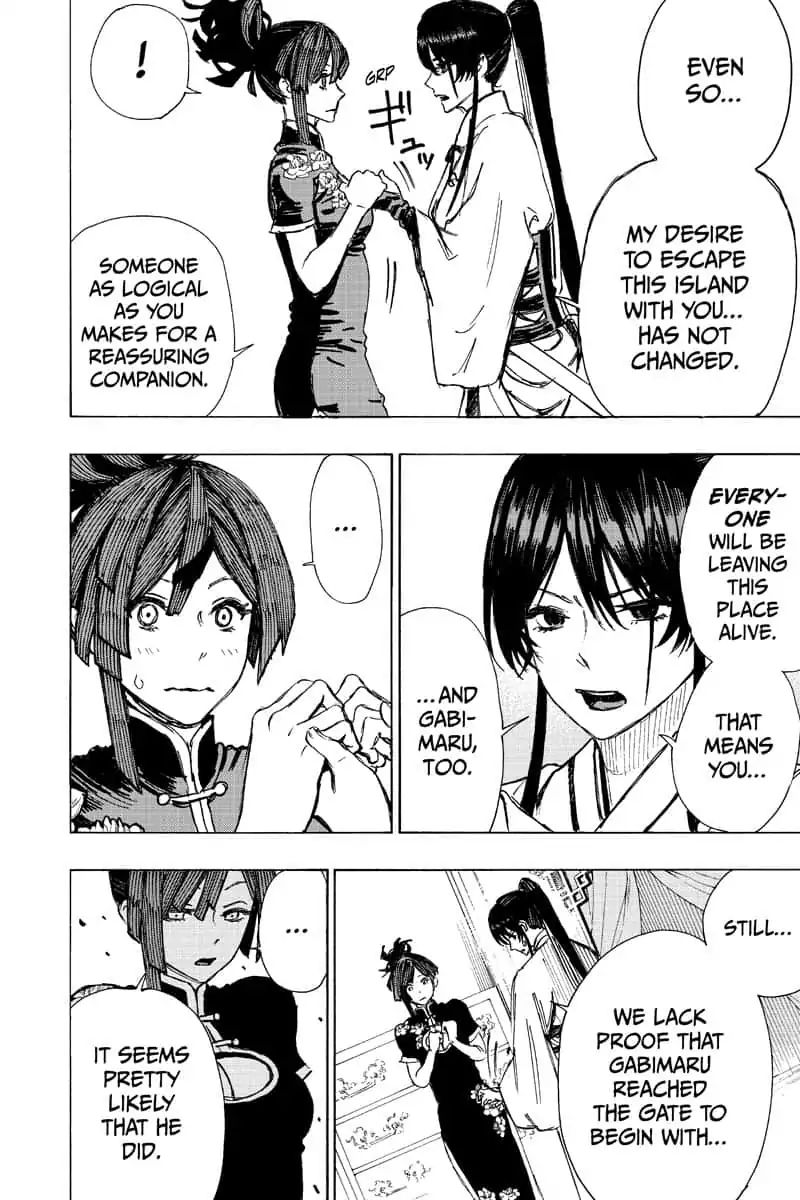 EVEN
SO...
MY DESIRE
TO ESCAPE
THIS ISLAND
WITH YOU...
HAS NOT
CHANGED.
GRP
ギュッ
!
SOMEONE
AS LOGICAL
AS YOU
MAKES FOR A
REASSURING
COMPANION.
EVERY-
ONE
WILL BE
LEAVING
THIS
PLACE
ALIVE.
THAT
MEANS
YOU...
...AND
GABI-
MARU,
TOO.
...
STILL...
WE LACK
PROOF THAT
GABIMARU
REACHED
THE GATE TO
BEGIN WITH...
...
IT SEEMS
PRETTY
LIKELY
THAT HE
DID.